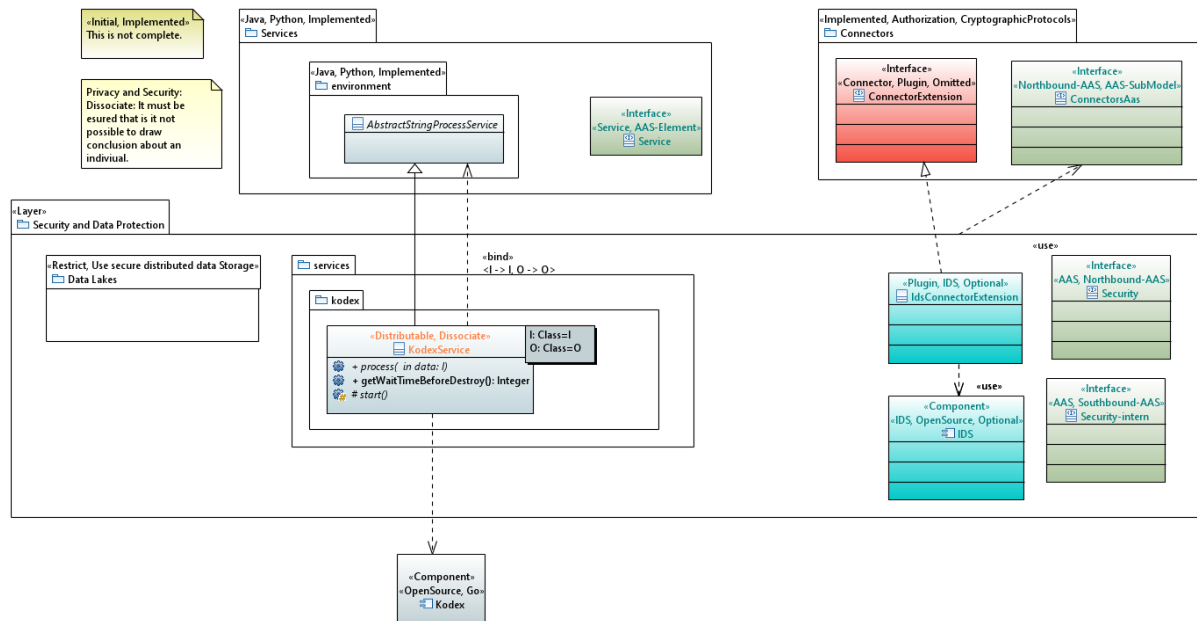 «Initial, Implemented»
This is not complete.
Privacy and Security:
Dissociate: It must be
esured that is it not
possible to draw
conclusion about an
indiviual.
«Java, Python, Implemented»
Services
«Java, Python, Implemented»
environment
AbstractStringProcessService
«Interface»
«Service, AAS-Element»
Service
«Implemented, Authorization, CryptographicProtocols»
Connectors
«Interface»
«Connector, Plugin, Omitted»
ConnectorExtension
«Interface»
«Northbound-AAS, AAS-SubModel»
ConnectorsAas
«Layer»
Security and Data Protection
«Restrict, Use secure distributed data Storage»
Data Lakes
services
«bind»
<I -> I, O -> O>
kodex
«Distributable, Dissociate»
KodexService
I: Class=I
O: Class=O
+ process( in data: I)
+ getWaitTimeBeforeDestroy(): Integer
# start()
«use»
«Plugin, IDS, Optional»
IdsConnectorExtension
«Interface»
«AAS, Northbound-AAS»
Security
«use»
«Component»
«IDS, OpenSource, Optional»
IDS
«Interface»
«AAS, Southbound-AAS»
Security-intern
«Component»
«OpenSource, Go»
Kodex